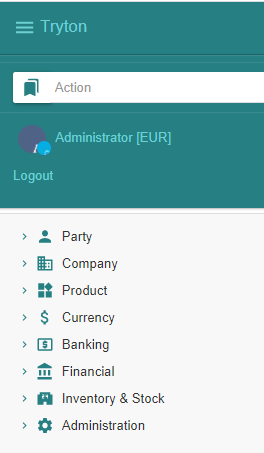 Tryton
Action
Administrator [EUR]
Logout
Party
Company
Product
Currency
Banking
Financial
Inventory & Stock
Administration